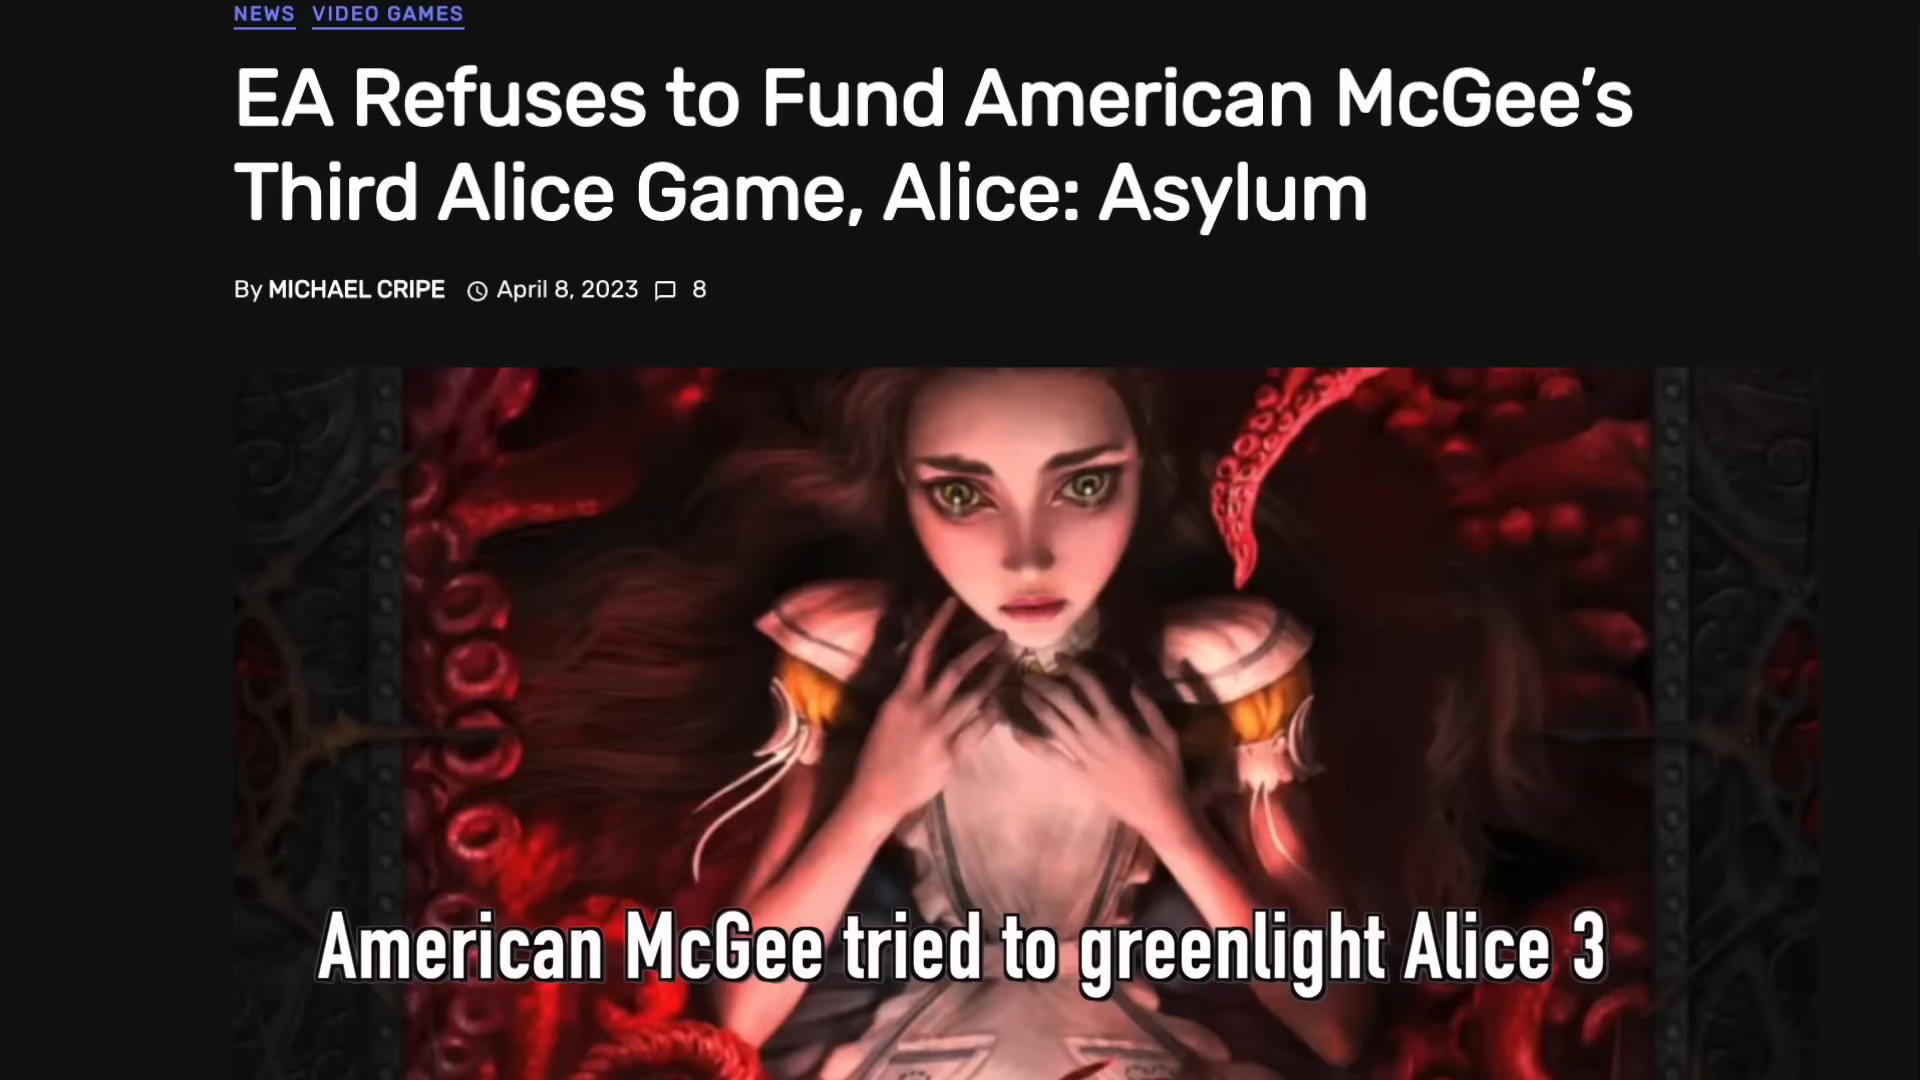 NEWS VIDEO GAMES
EA Refuses to Fund American McGee’s
Third Alice Game, Alice: Asylum
By MICHAEL CRIPE April 8, 2023 8
American McGee tried to greenlight Alice 3